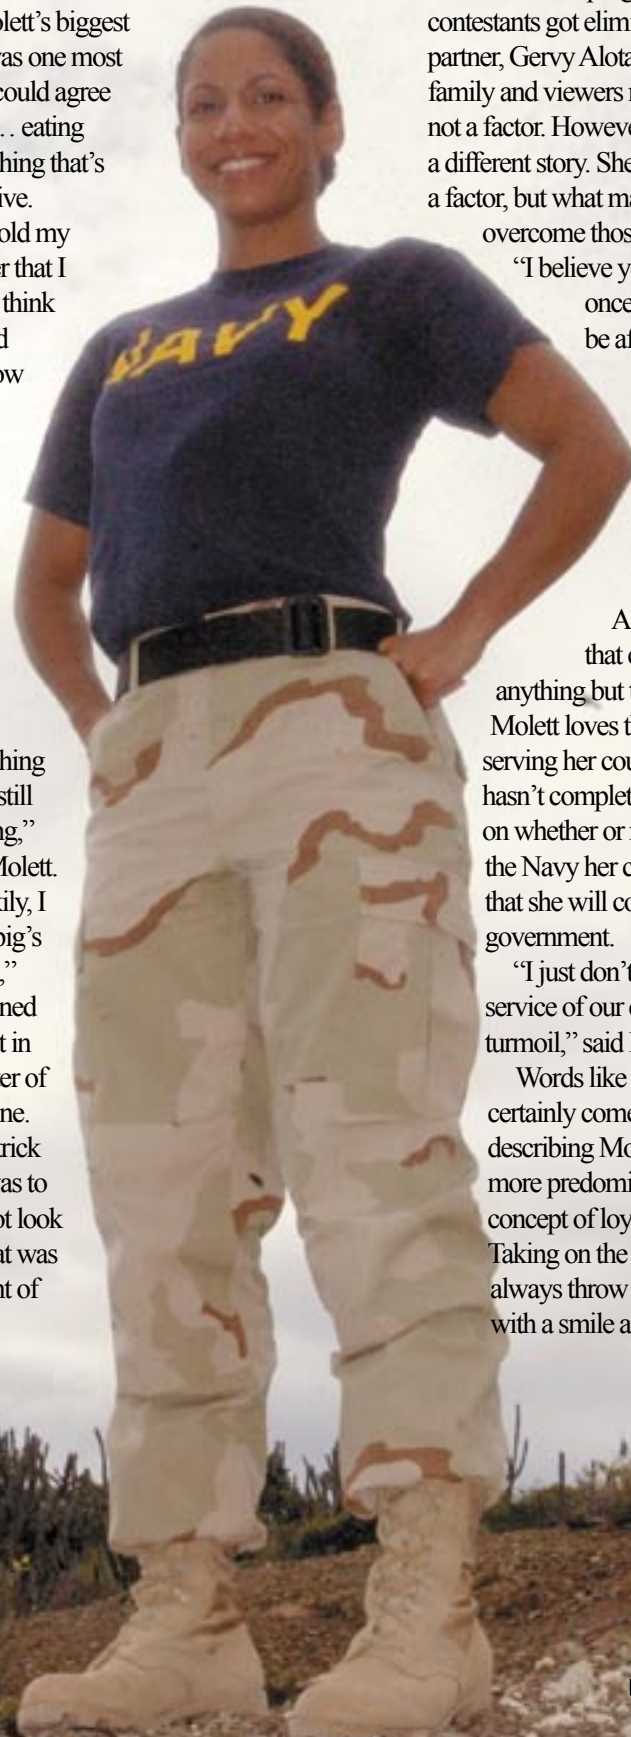 olett's biggest
as one most
could agree
. . eating
hing that's
ive.
old my
r that I
think
d
ow
hing
still
ng,"
Molett.
kily, I
pig's
,"
ned
t in
er of
ne.
rick
as to
ot look
at was
nt of
NAVY
contestants got elim
partner, Gervy Alota
family and viewers
not a factor. Howeve
a different story. She
a factor, but what ma
overcome thos
"I believe y
once
be af
A
that
anything but t
Molett loves th
serving her cou
hasn't complet
on whether or
the Navy her c
that she will co
government.
"I just don't
service of our
turmoil," said
Words like
certainly come
describing Mo
more predomi
concept of loy
Taking on the
always throw
with a smile a